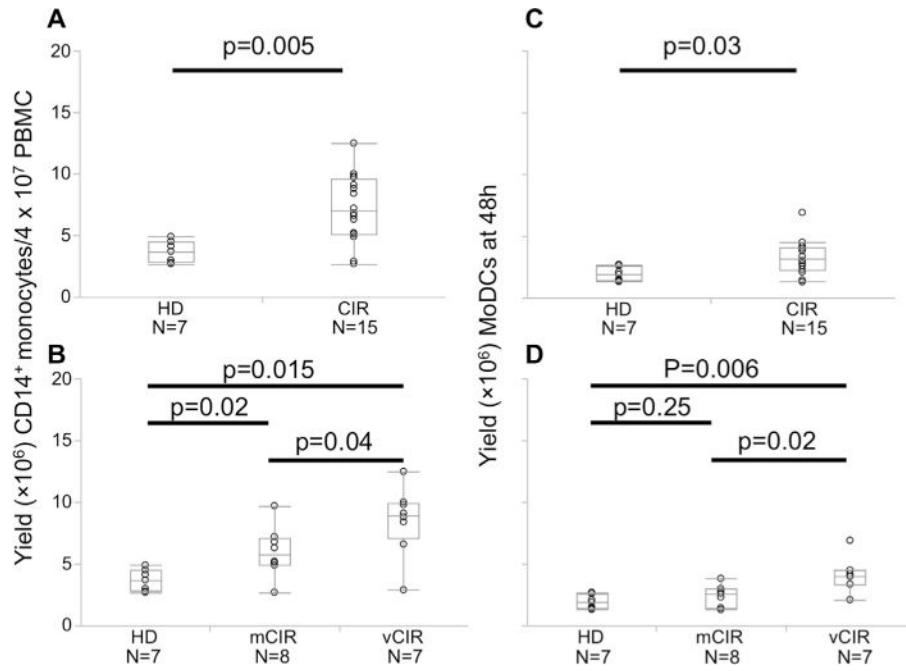 A
p=0.005
20
15
10
5
0
HD
CIR
N=7
N=15
B
p=0.015
p=0.02
p=0.04
20
15
10
5
0
HD
mCIR
vCIR
N=7
N=8
N=7
Yield (×10⁶) CD14⁺ monocytes/4 x 10⁷ PBMC
C
p=0.03
HD
CIR
N=7
N=15
D
P=0.006
p=0.25
p=0.02
HD
mCIR
vCIR
N=7
N=8
N=7
Yield (×10⁶) MoDCs at 48h